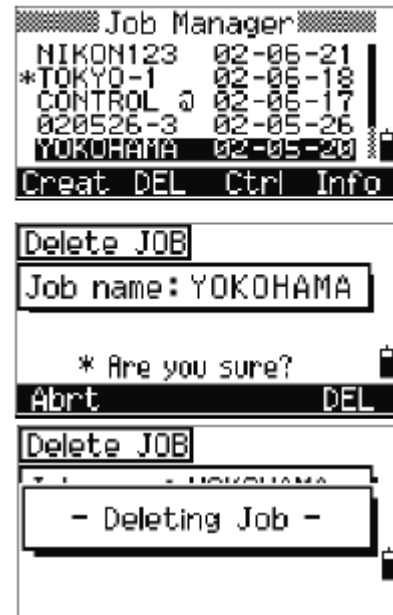 Job Manager
NIKON123 02-06-21
*TOKYO-1 02-06-18
CONTROL @ 02-06-17
020526-3 02-05-26
YOKOHAMA 02-05-20
Creat DEL Ctrl Info
Delete JOB
Job name: YOKOHAMA
* Are you sure?
Abrt DEL
Delete JOB
- Deleting Job -